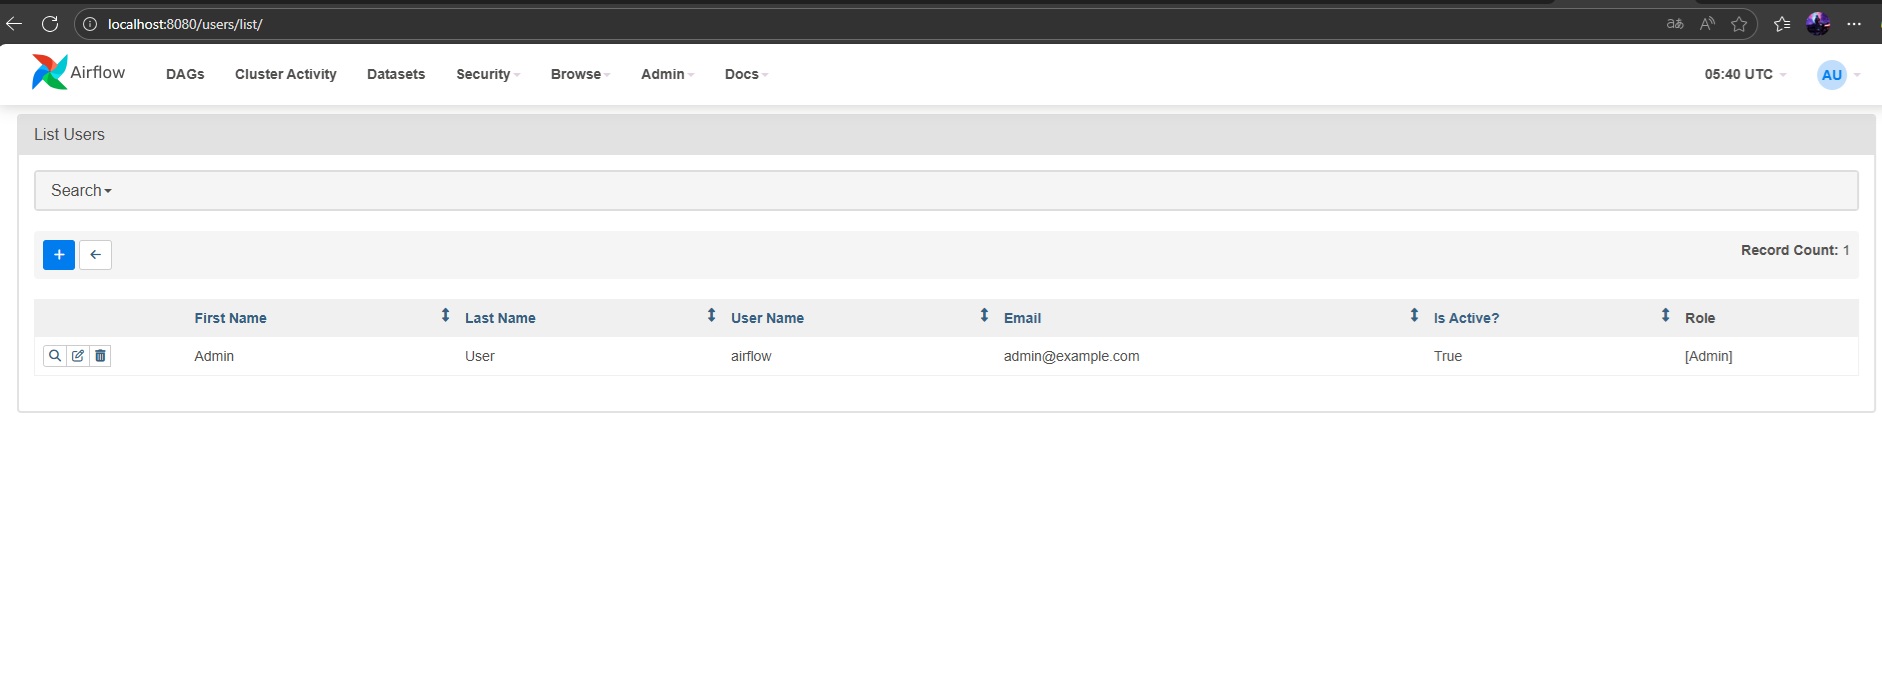 localhost:8080/users/list/
Airflow DAGs Cluster Activity Datasets Security Browse Admin Docs 05:40 UTC AU
List Users
Search
Record Count: 1
First Name Last Name User Name Email Is Active? Role
Admin User airflow admin@example.com True [Admin]